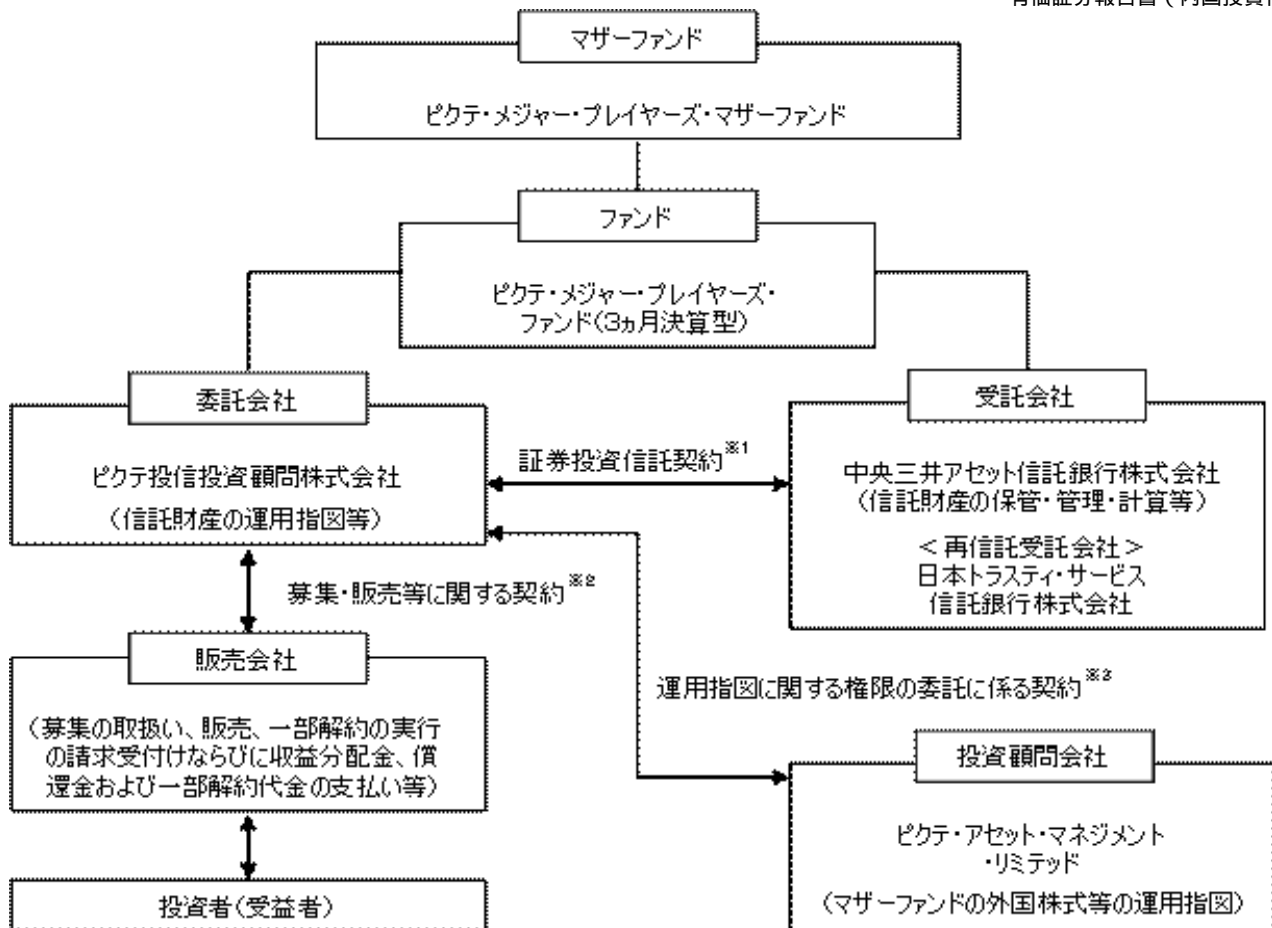 マザーファンド
ピクテ・メジャー・プレイヤーズ・マザーファンド
ファンド
ピクテ・メジャー・プレイヤーズ・
ファンド(3ヵ月決算型)
委託会社
ピクテ投信投資顧問株式会社
(信託財産の運用指図等)
証券投資信託契約※1
受託会社
中央三井アセット信託銀行株式会社
(信託財産の保管・管理・計算等)
<再信託受託会社>
日本トラスティ・サービス
信託銀行株式会社
募集・販売等に関する契約※2
販売会社
(募集の取扱い、販売、一部解約の実行
の請求受付けならびに収益分配金、償
還金および一部解約代金の支払い等)
運用指図に関する権限の委託に係る契約※3
投資顧問会社
ピクテ・アセット・マネジメント
・リミテッド
(マザーファンドの外国株式等の運用指図)
投資者(受益者)